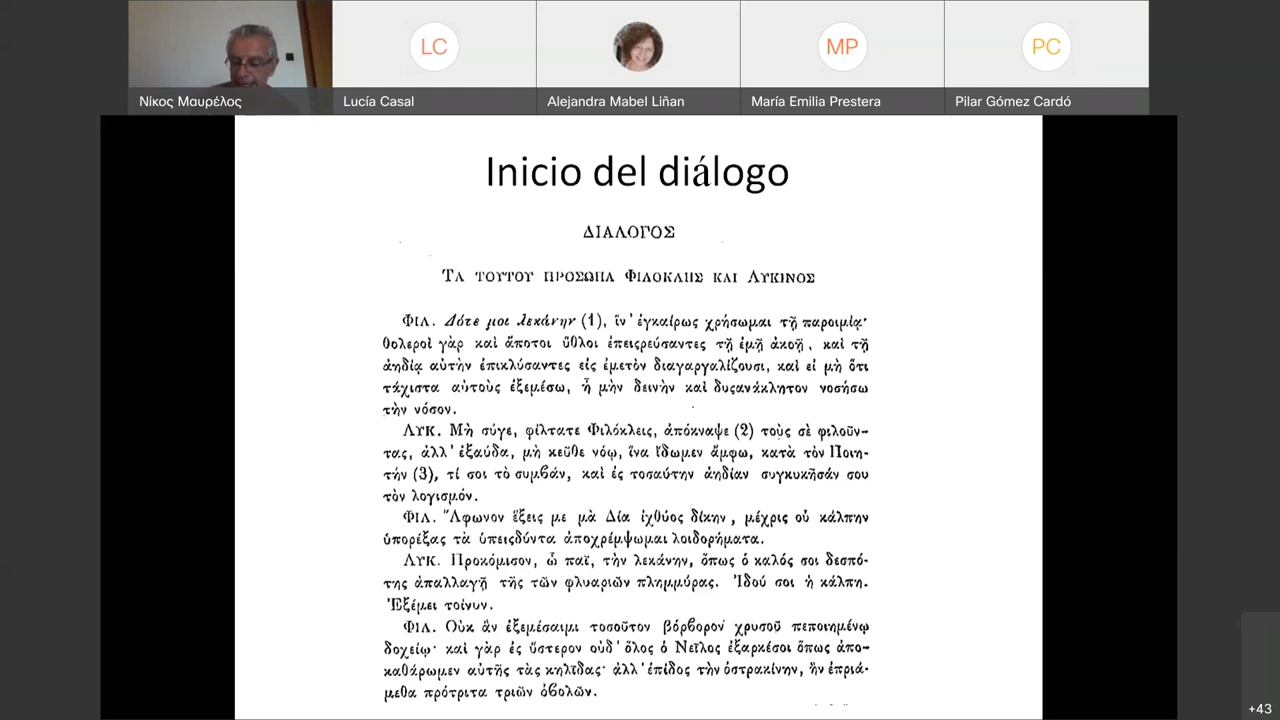 LC
MP
PC
Νίκος Μαυρέλος
Lucía Casal
Alejandra Mabel Liñan
María Emilia Prestera
Pilar Gómez Cardó
Inicio del diálogo
ΔΙΑΛΟΓΟΣ
ΤΑ ΤΟΥΤΟΥ ΠΡΟΣΩΠΑ ΦΙΛΟΚΛΗΣ ΚΑΙ ΛΥΚΙΝΟΣ
ΦΙΛ. Δότε μοι λεκάνην (1), ἵν' ἐγκαίρως χρήσωμαι τῇ παροιμίᾳ·
θολεροὶ γὰρ καὶ ἄποτοι ὕθλοι ἐπεισρεύσαντες τῇ ἐμῇ ἀκοῇ, καὶ τῇ
ἀηδίᾳ αὐτὴν ἐπικλύσαντες εἰς ἐμετὸν διαγαργαλίζουσι, καὶ εἰ μὴ ὅτι
τάχιστα αὐτοὺς ἐξεμέσω, ἦ μὴν δεινὴν καὶ δυσανάκλητον νοσήσω
τὴν νόσον.
ΛΥΚ. Μὴ σύγε, φίλτατε Φιλόκλεις, ἀπόκναψε (2) τοὺς σὲ φιλοῦν-
τας, ἀλλ' ἐξαύδα, μὴ κεῦθε νόῳ, ἵνα ἴδωμεν ἄμφω, κατὰ τὸν Ποιη-
τήν (3), τί σοι τὸ συμβάν, καὶ ἐς τοσαύτην ἀηδίαν συγκυκῆσάν σου
τὸν λογισμόν.
ΦΙΛ. Ἄφωνον ἕξεις με μὰ Δία ἰχθύος δίκην, μέχρις οὗ κάλπην
ὑπορέξας τὰ ὑπεισδύντα ἀποχρέμψωμαι λοιδορήματα.
ΛΥΚ. Προκόμισον, ὦ παῖ, τὴν λεκάνην, ὅπως ὁ καλός σοι δεσπό-
της ἀπαλλαγῇ τῆς τῶν φλυαριῶν πλημμύρας. Ἰδού σοι ἡ κάλπη.
Ἐξέμει τοίνυν.
ΦΙΛ. Οὐκ ἂν ἐξεμέσαιμι τοσοῦτον βόρβορον χρυσοῦ πεποιημένῳ
δοχείῳ· καὶ γὰρ ἐς ὕστερον οὐδ' ὅλος ὁ Νεῖλος ἐξαρκέσοι ὅπως ἀπο-
καθάρωμεν αὐτῆς τὰς κηλῖδας· ἀλλ' ἐπίδος τὴν ὀστρακίνην, ἣν ἐπριά-
μεθα πρότριτα τριῶν ὀβολῶν.
+43